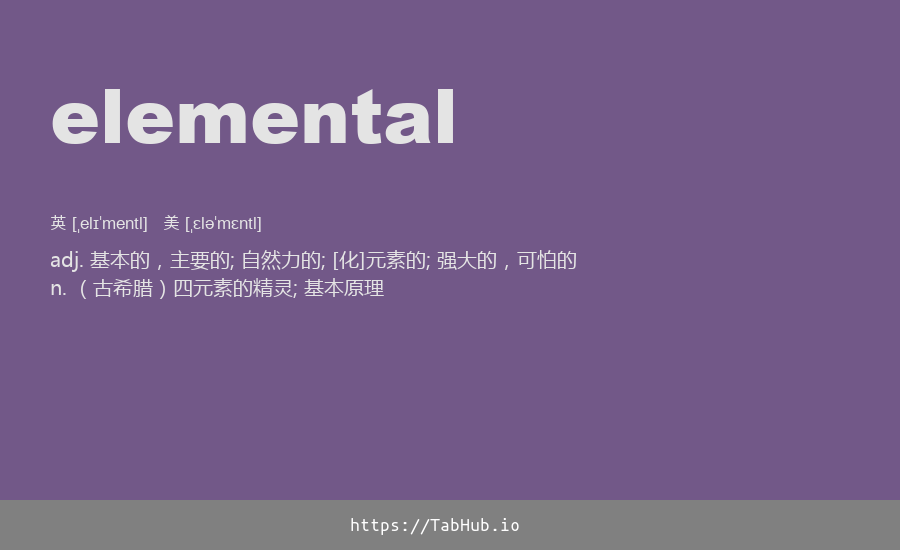 elemental
英 [ˌelɪˈmentl] 美 [ˌɛləˈmɛntl]
adj. 基本的，主要的; 自然力的; [化]元素的; 强大的，可怕的
n. （古希腊）四元素的精灵; 基本原理
https://TabHub.io